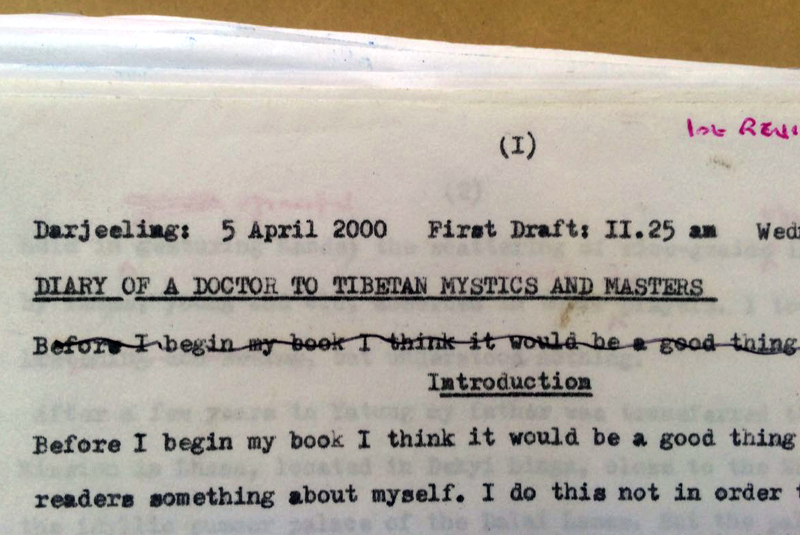 (I)
Darjeeling: 5 April 2000 First Draft: II.25 am Wed
DIARY OF A DOCTOR TO TIBETAN MYSTICS AND MASTERS
Before I begin my book I think it would be a good thing
Introduction
Before I begin my book I think it would be a good thing
readers something about myself. I do this not in order t